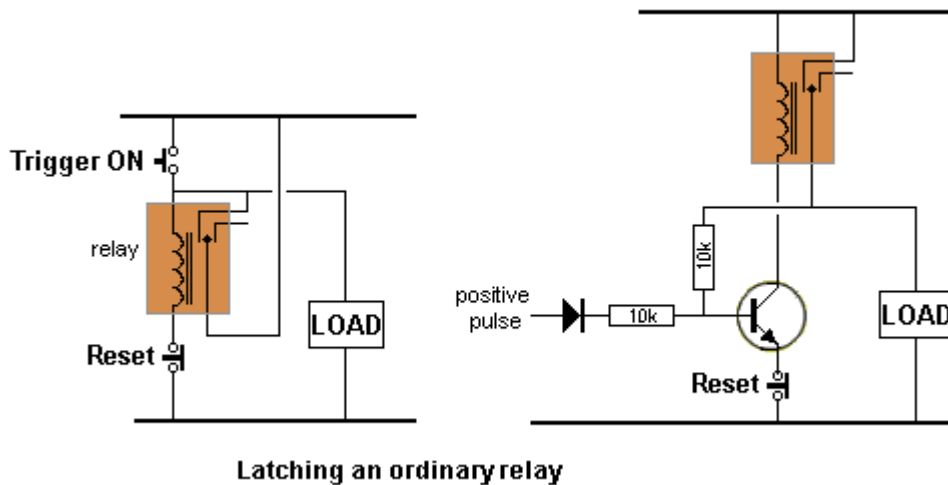 Trigger ON
relay
LOAD
Reset
positive
pulse
10k
10k
LOAD
Reset
Latching an ordinary relay